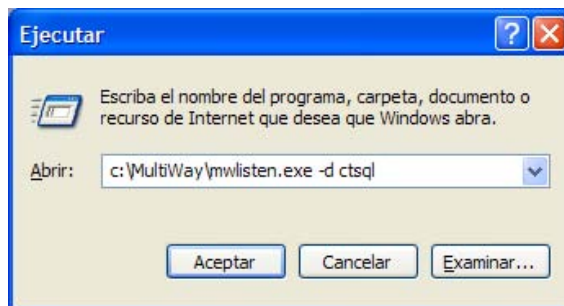 Ejecutar
Escriba el nombre del programa, carpeta, documento o
recurso de Internet que desea que Windows abra.
Abrir: c:\MultiWay\mwlisten.exe -d ctsql
Aceptar Cancelar Examinar...